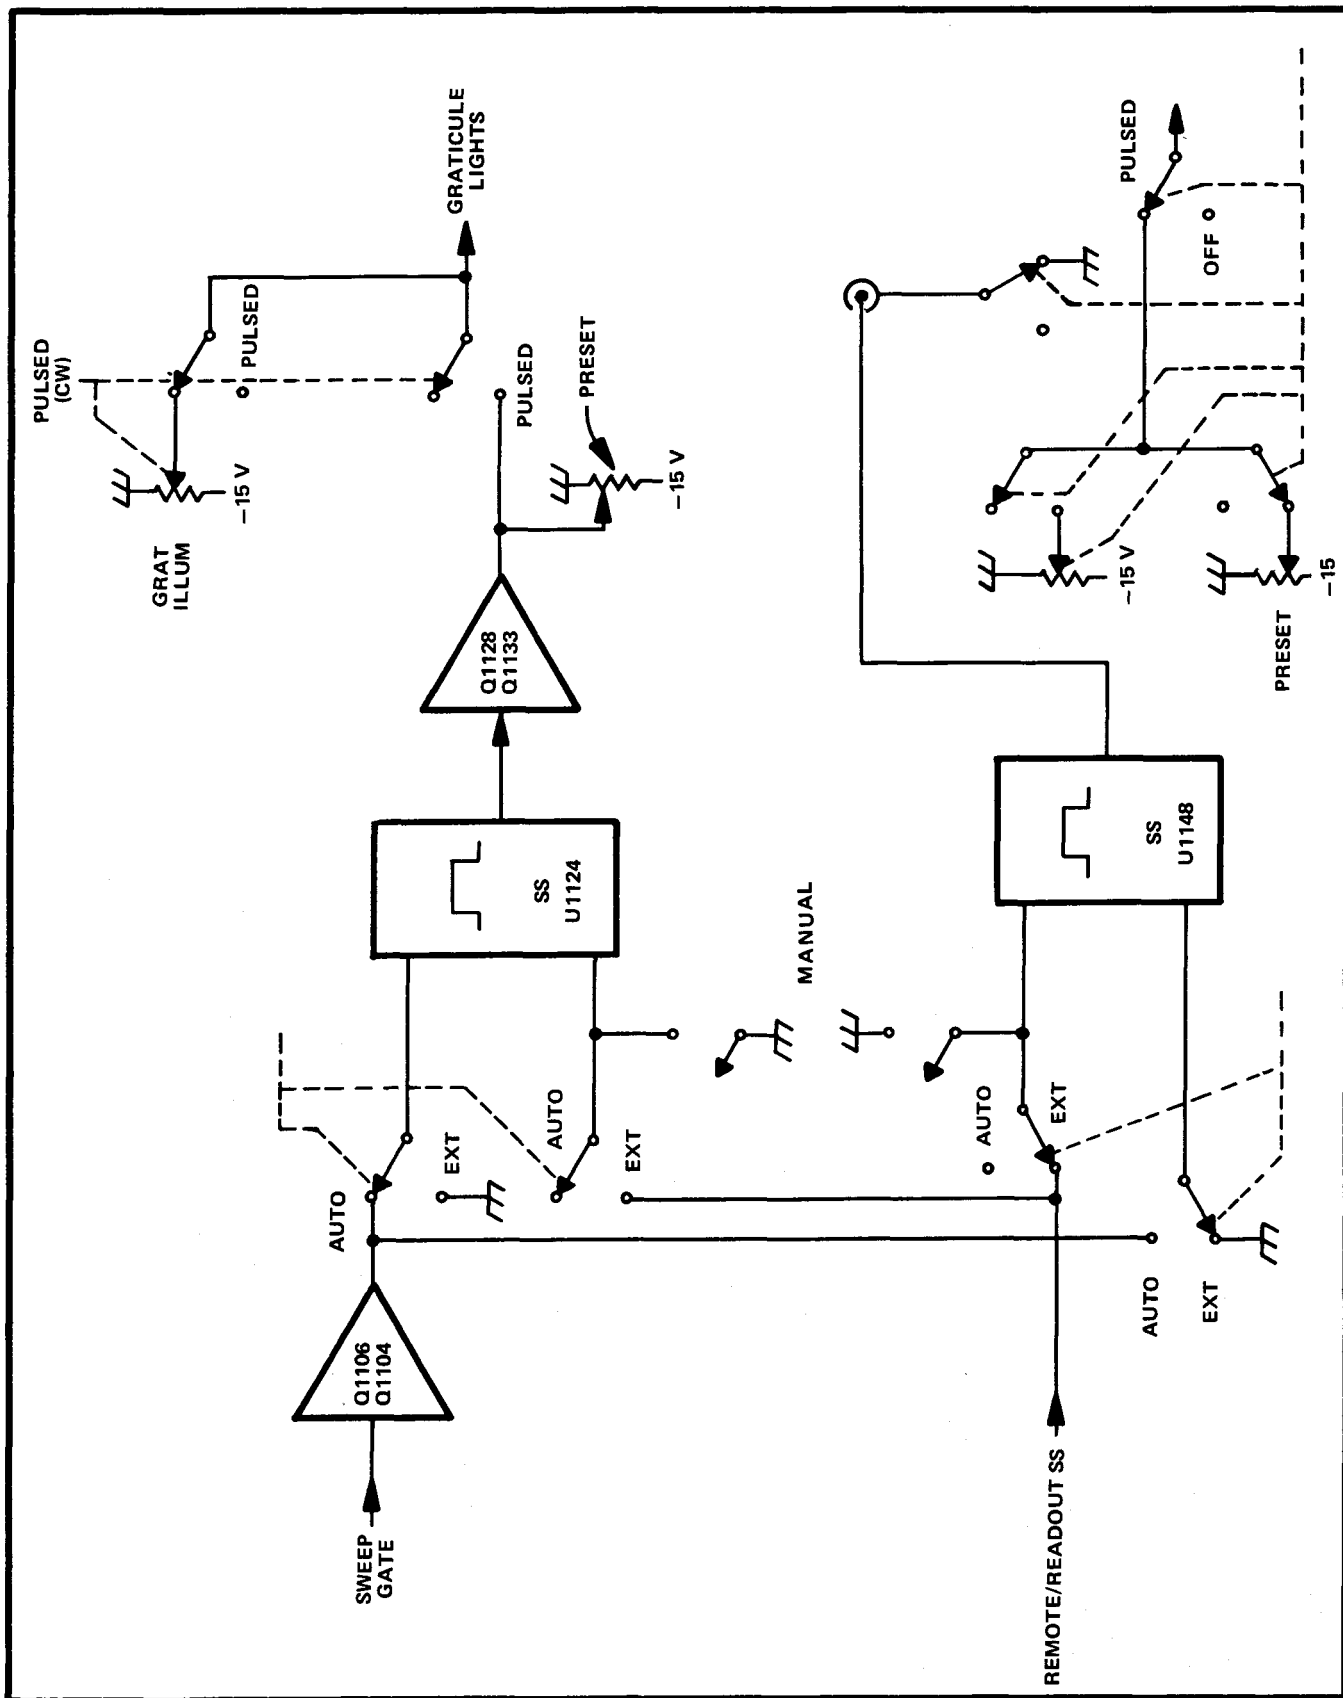 PULSED
(CW)
GRAT
ILLUM
−15 V
PULSED
GRATICULE
LIGHTS
PULSED
PRESET
−15 V
Q1128
Q1133
SS
U1124
AUTO
EXT
AUTO
EXT
Q1106
Q1104
SWEEP
GATE
MANUAL
AUTO
EXT
AUTO
EXT
REMOTE/READOUT SS
SS
U1148
−15 V
PRESET
−15
PULSED
OFF